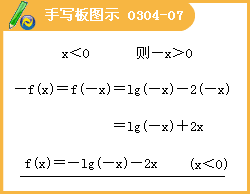 手写板图示 0304-07
x＜0 则－x＞0
－f(x)＝f(－x)＝lg(－x)－2(－x)
＝lg(－x)＋2x
f(x)＝－lg(－x)－2x (x＜0)